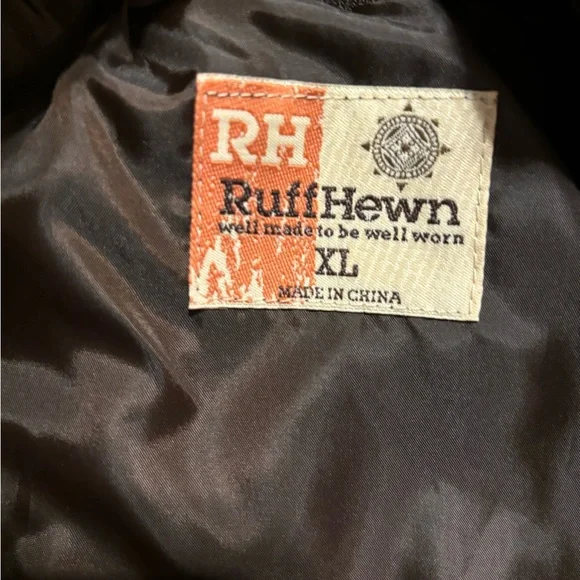 RH
RuffHewn
well made to be well worn
XL
MADE IN CHINA